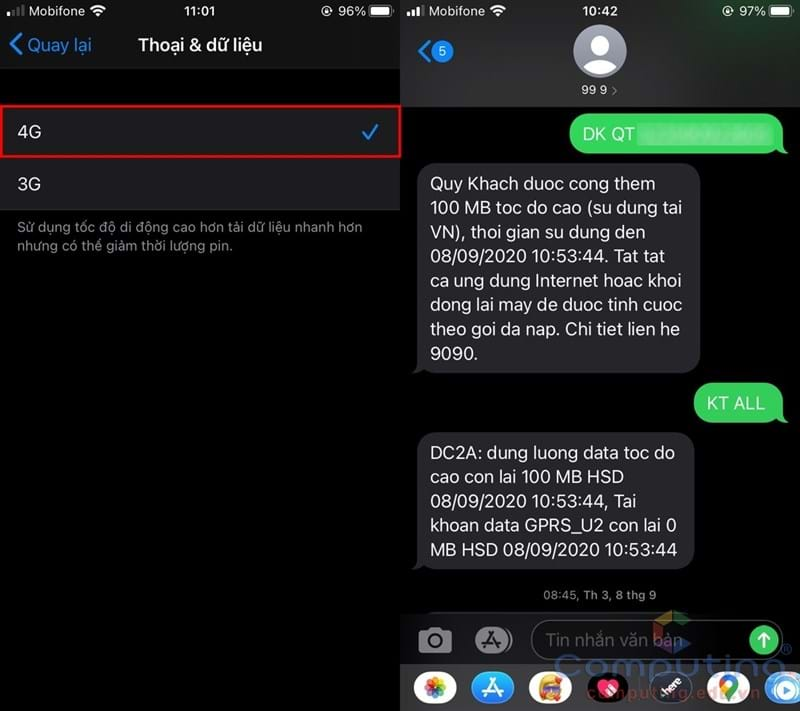 Mobifone 11:01 96%
Quay lại Thoại & dữ liệu
4G
3G
Sử dụng tốc độ di động cao hơn tải dữ liệu nhanh hơn
nhưng có thể giảm thời lượng pin.
Mobifone 10:42 97%
5
99 9
DK QT
Quy Khach duoc cong them
100 MB toc do cao (su dung tai
VN), thoi gian su dung den
08/09/2020 10:53:44. Tat tat
ca ung dung Internet hoac khoi
dong lai may de duoc tinh cuoc
theo goi da nap. Chi tiet lien he
9090.
KT ALL
DC2A: dung luong data toc do
cao con lai 100 MB HSD
08/09/2020 10:53:44, Tai
khoan data GPRS_U2 con lai 0
MB HSD 08/09/2020 10:53:44
08:45, Th 3, 8 thg 9
Tin nhắn văn bản
Computing
®
computing.edu.vn
here